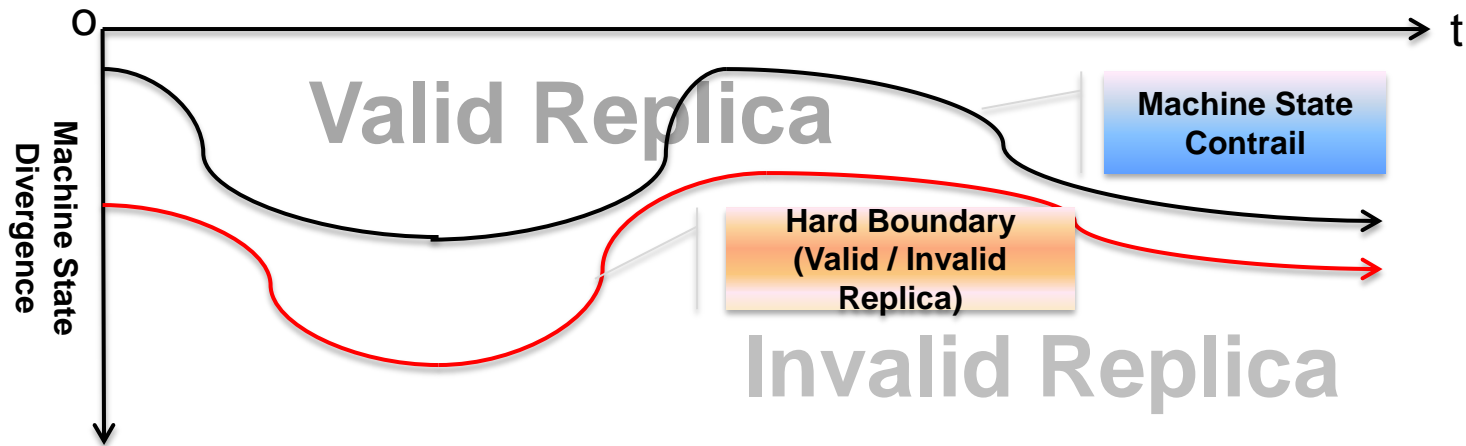 O
t
Valid Replica
Machine State
Contrail
Machine State
Divergence
Hard Boundary
(Valid / Invalid
Replica)
Invalid Replica